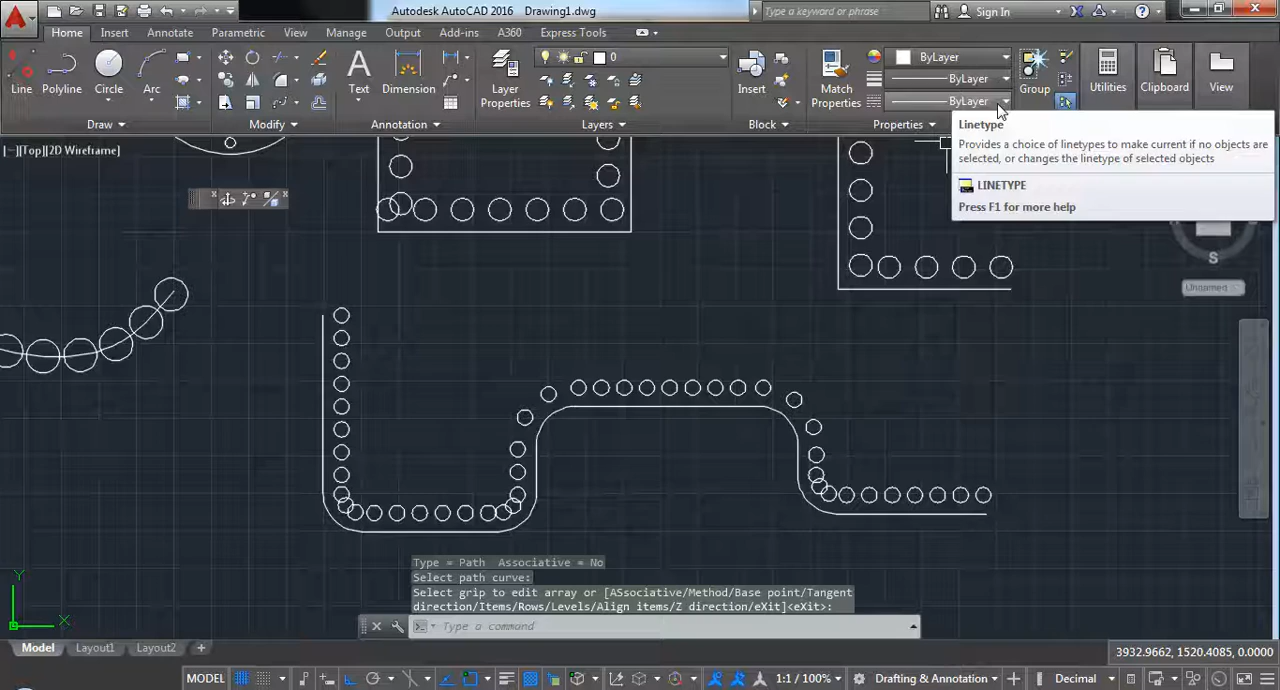 Autodesk AutoCAD 2016 Drawing1.dwg
Type a keyword or phrase
Sign In
Home
Insert
Annotate
Parametric
View
Manage
Output
Add-ins
A360
Express Tools
Line
Polyline
Circle
Arc
Text
Dimension
Layer
Properties
0
Insert
Match
Properties
ByLayer
ByLayer
ByLayer
Group
Utilities
Clipboard
View
Draw
Modify
Annotation
Layers
Block
Properties
[−][Top][2D Wireframe]
Linetype
Provides a choice of linetypes to make current if no objects are
selected, or changes the linetype of selected objects
LINETYPE
Press F1 for more help
S
Unnamed
Type = Path Associative = No
Select path curve:
Select grip to edit array or [ASsociative/Method/Base point/Tangent
direction/Items/Rows/Levels/Align items/Z direction/eXit]<eXit>:
Type a command
Y
X
Model
Layout1
Layout2
+
3932.9662, 1520.4085, 0.0000
MODEL
1:1 / 100%
Drafting & Annotation
Decimal